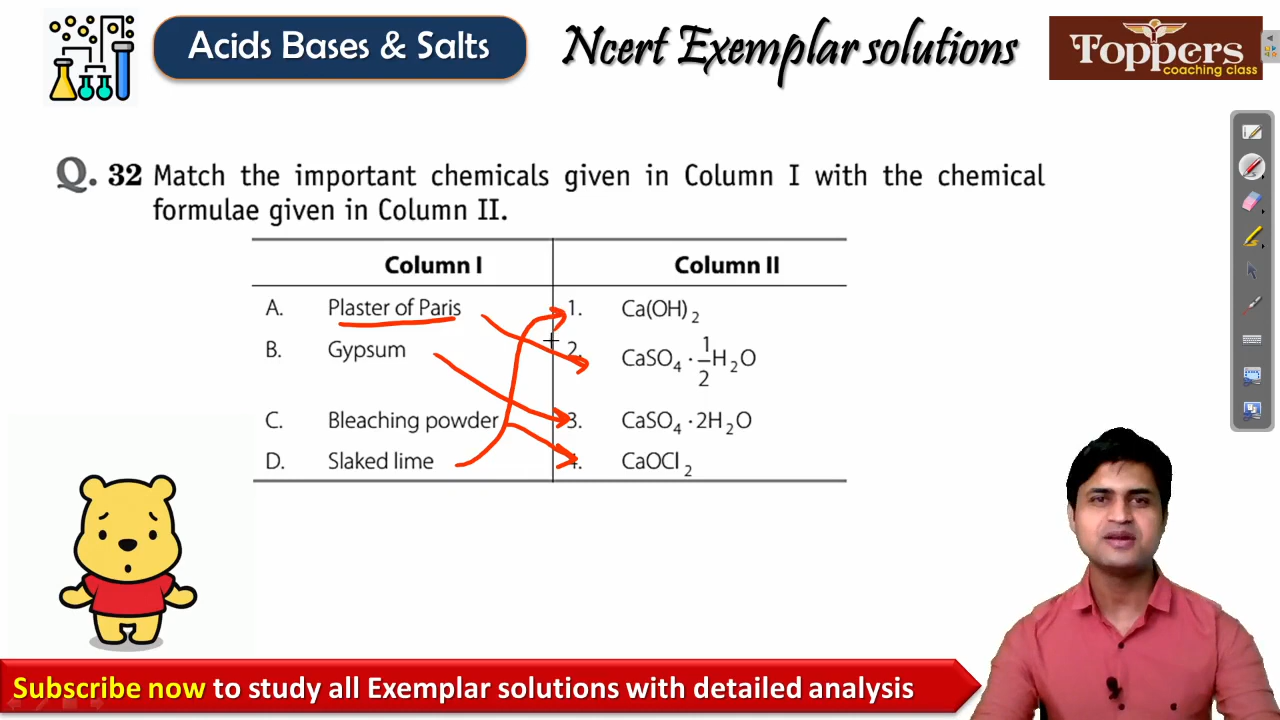 Acids Bases & Salts
Ncert Exemplar solutions
TOPPERS
coaching class
Q. 32 Match the important chemicals given in Column I with the chemical
formulae given in Column II.
Column I Column II
A. Plaster of Paris 1. Ca(OH)₂
B. Gypsum 2. CaSO₄ · 1/2 H₂O
C. Bleaching powder 3. CaSO₄ · 2H₂O
D. Slaked lime 4. CaOCl₂
Subscribe now to study all Exemplar solutions with detailed analysis